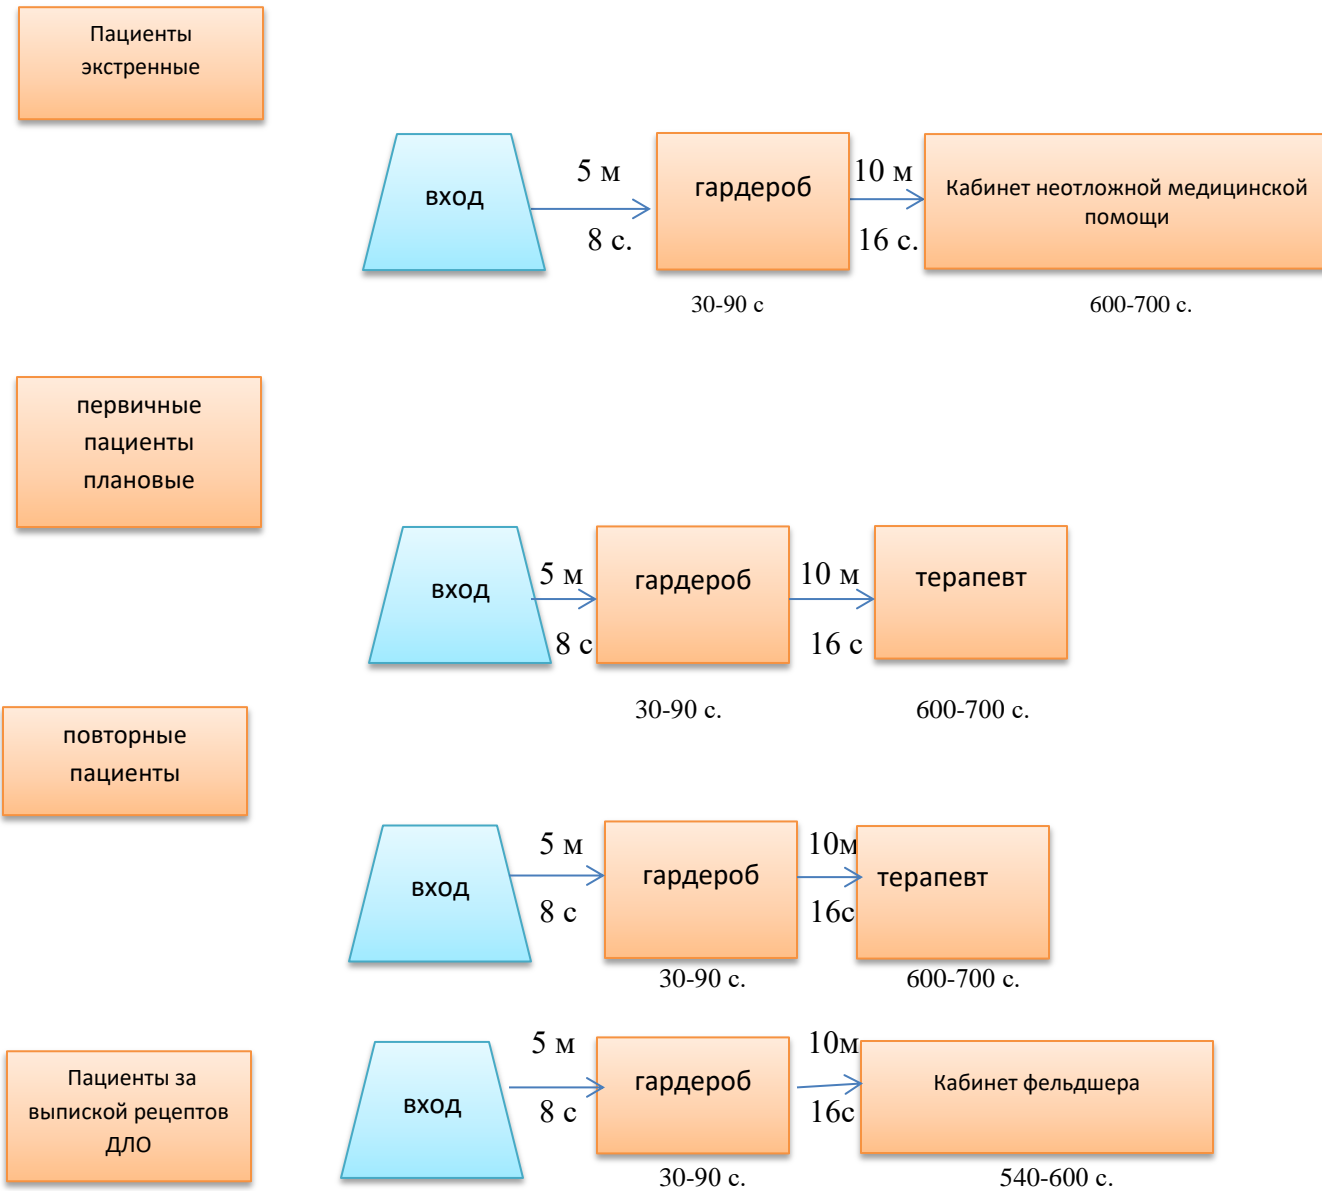 Пациенты
экстренные
вход
5 м
8 с.
гардероб
10 м
16 с.
Кабинет неотложной медицинской
помощи
30-90 с
600-700 с.
первичные
пациенты
плановые
вход
5 м
8 с
гардероб
10 м
16 с
терапевт
30-90 с.
600-700 с.
повторные
пациенты
вход
5 м
8 с
гардероб
10м
16с
терапевт
30-90 с.
600-700 с.
Пациенты за
выпиской рецептов
ДЛО
вход
5 м
8 с
гардероб
10м
16с
Кабинет фельдшера
30-90 с.
540-600 с.